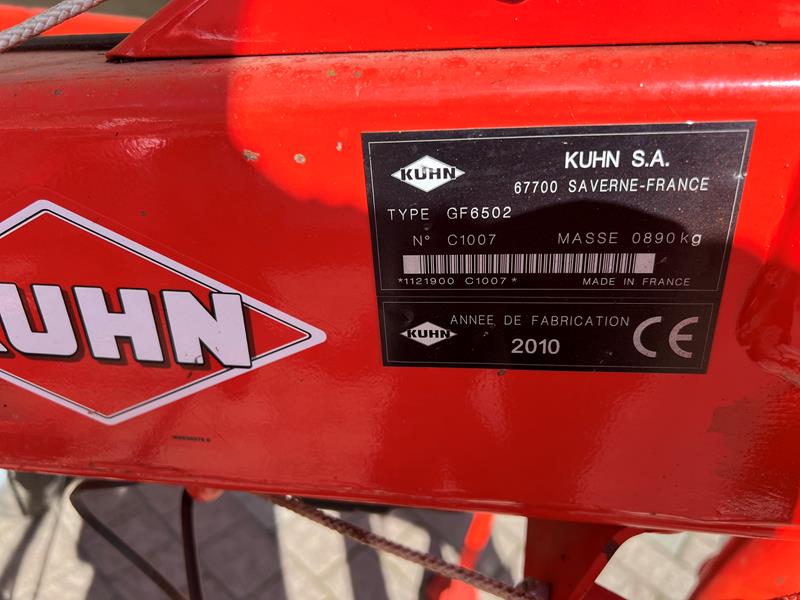 KUHN
KUHN
KUHN S.A.
67700 SAVERNE-FRANCE
TYPE GF6502
N° C1007 MASSE 0890kg
*1121900 C1007*
MADE IN FRANCE
KUHN
ANNEE DE FABRICATION
2010
CE